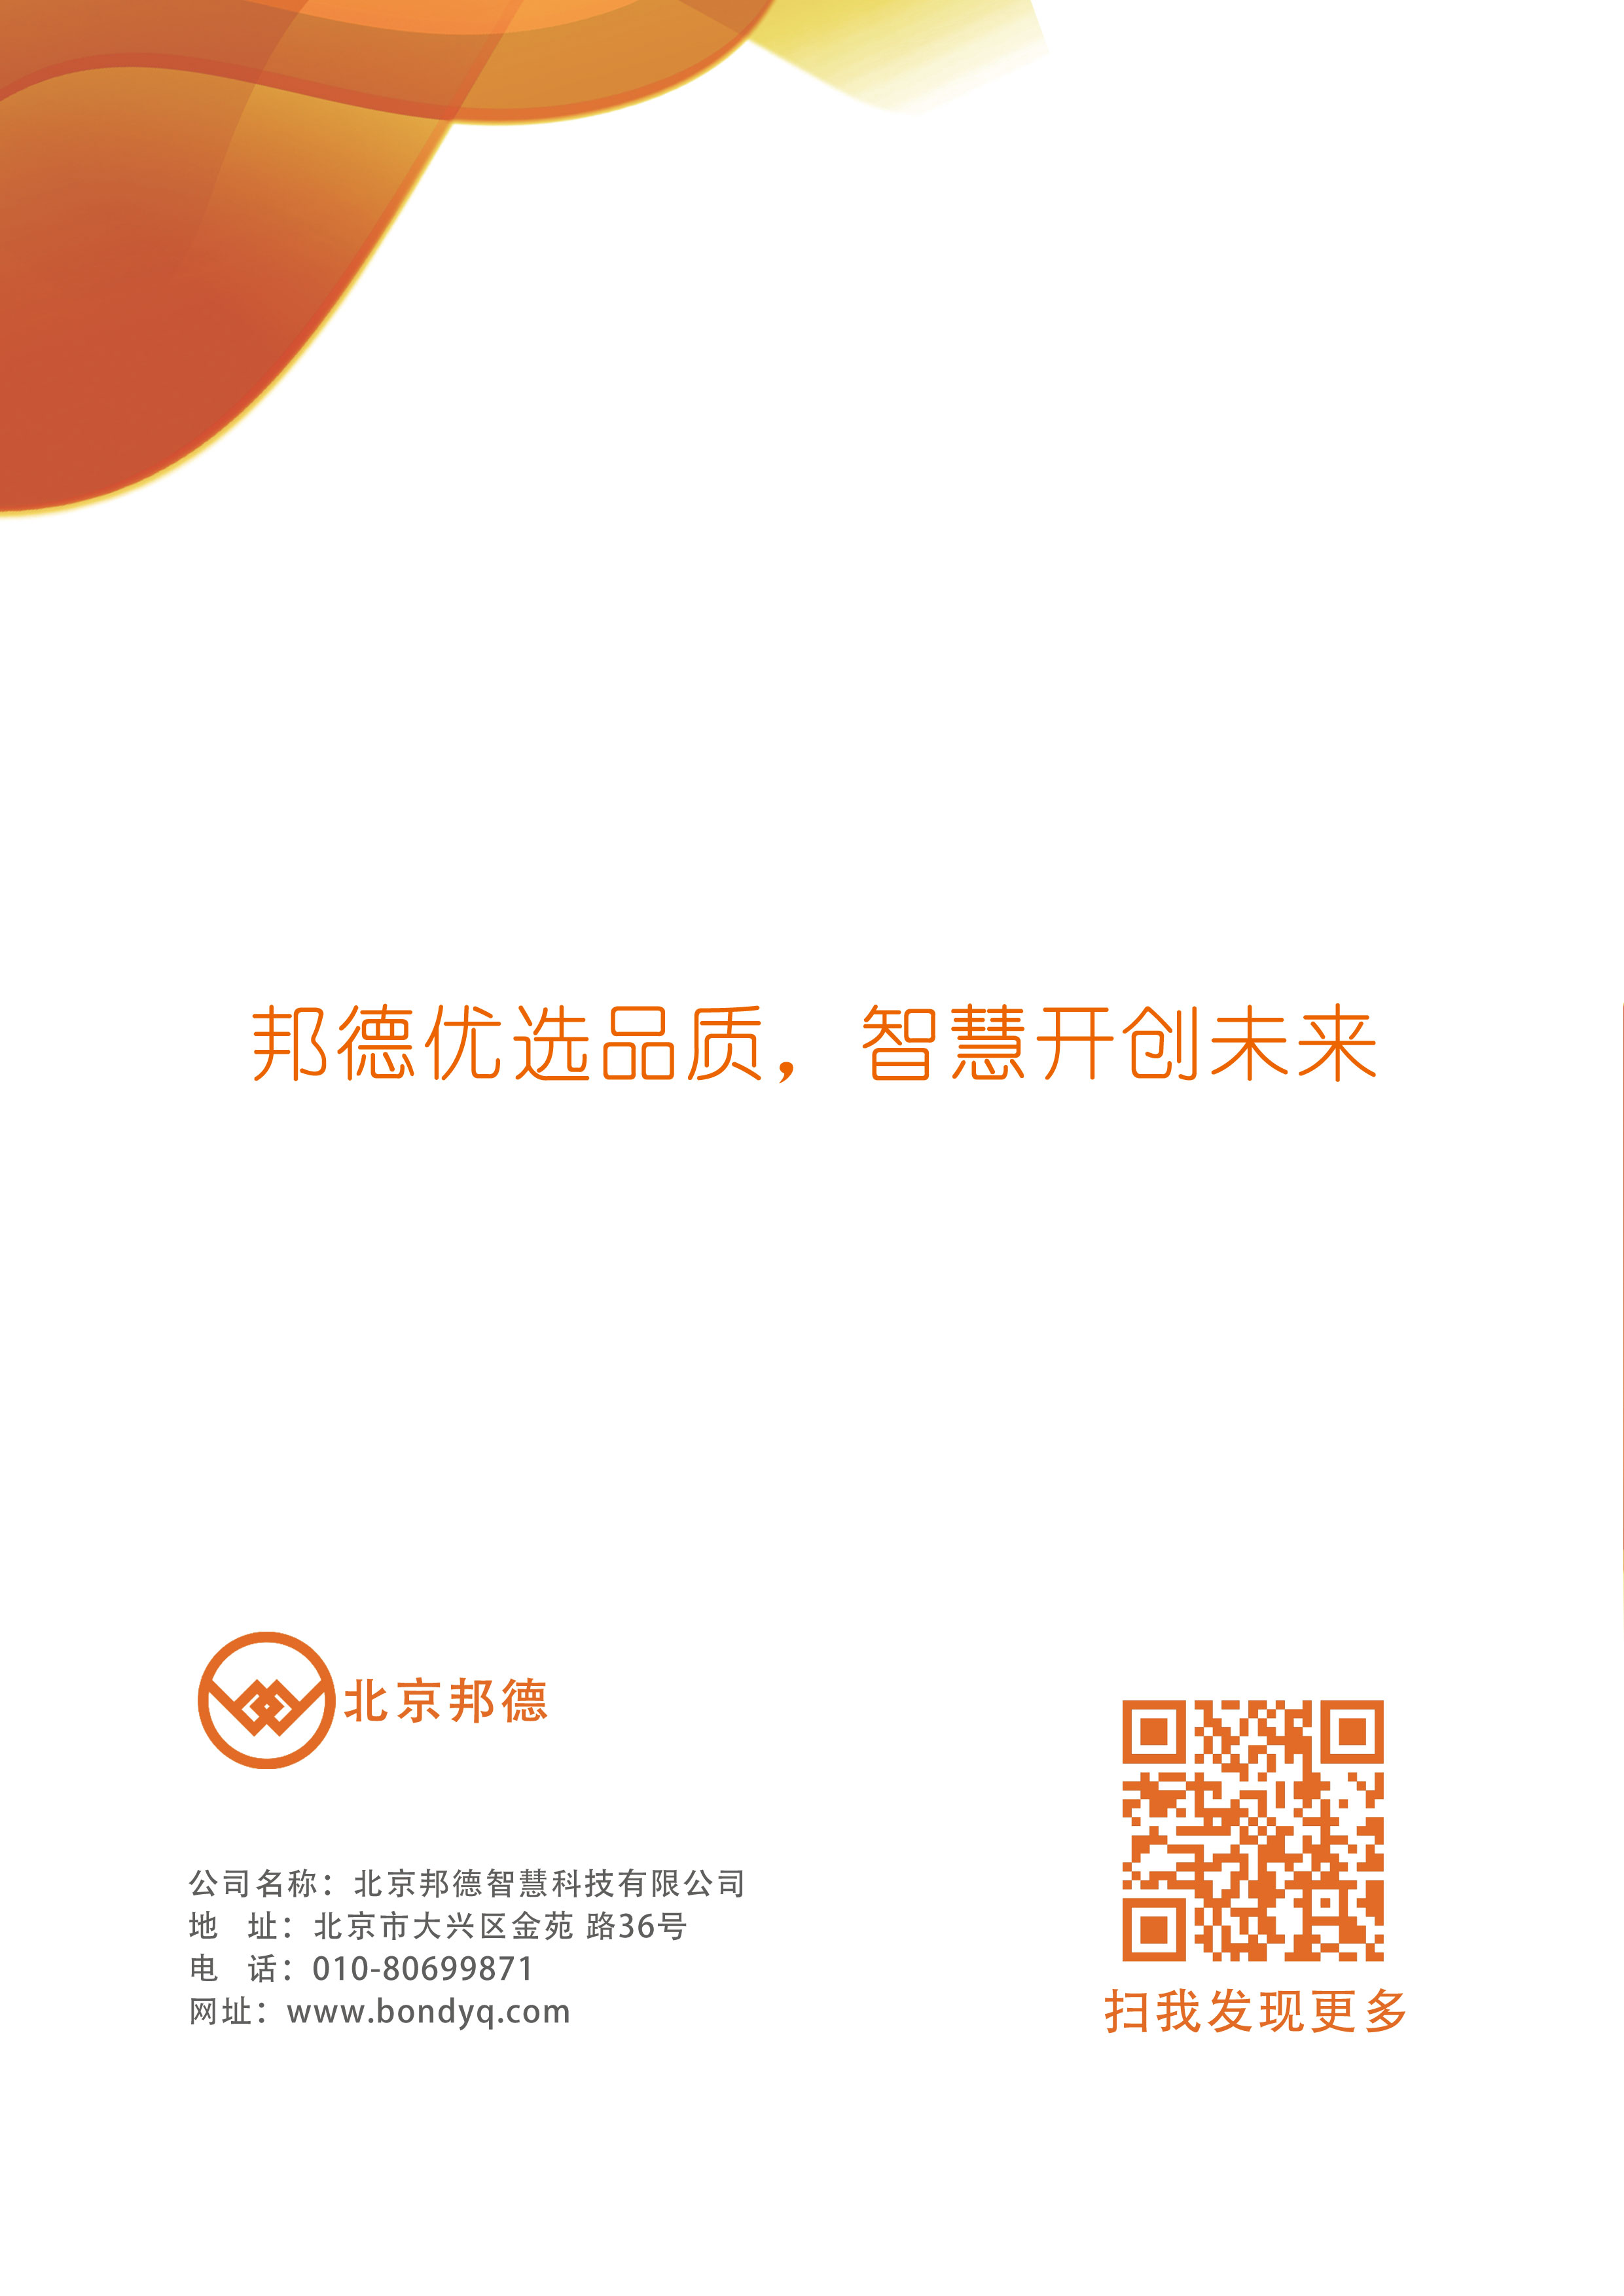 邦德优选品质，智慧开创未来
北京邦德
公司名称：北京邦德智慧科技有限公司
地 址：北京市大兴区金苑 路36号
电 话：010-80699871
网址：www.bondyq.com
扫我发现更多